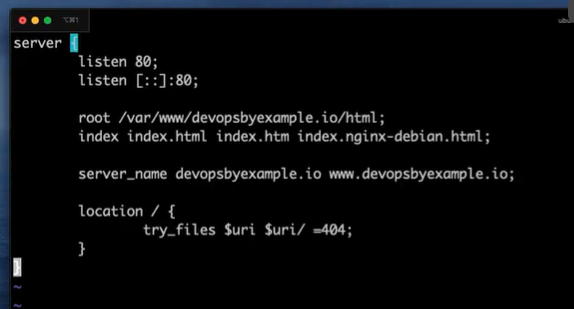 ⌥⌘1
ubu
server {
listen 80;
listen [::]:80;
root /var/www/devopsbyexample.io/html;
index index.html index.htm index.nginx-debian.html;
server_name devopsbyexample.io www.devopsbyexample.io;
location / {
try_files $uri $uri/ =404;
}
}
~
~